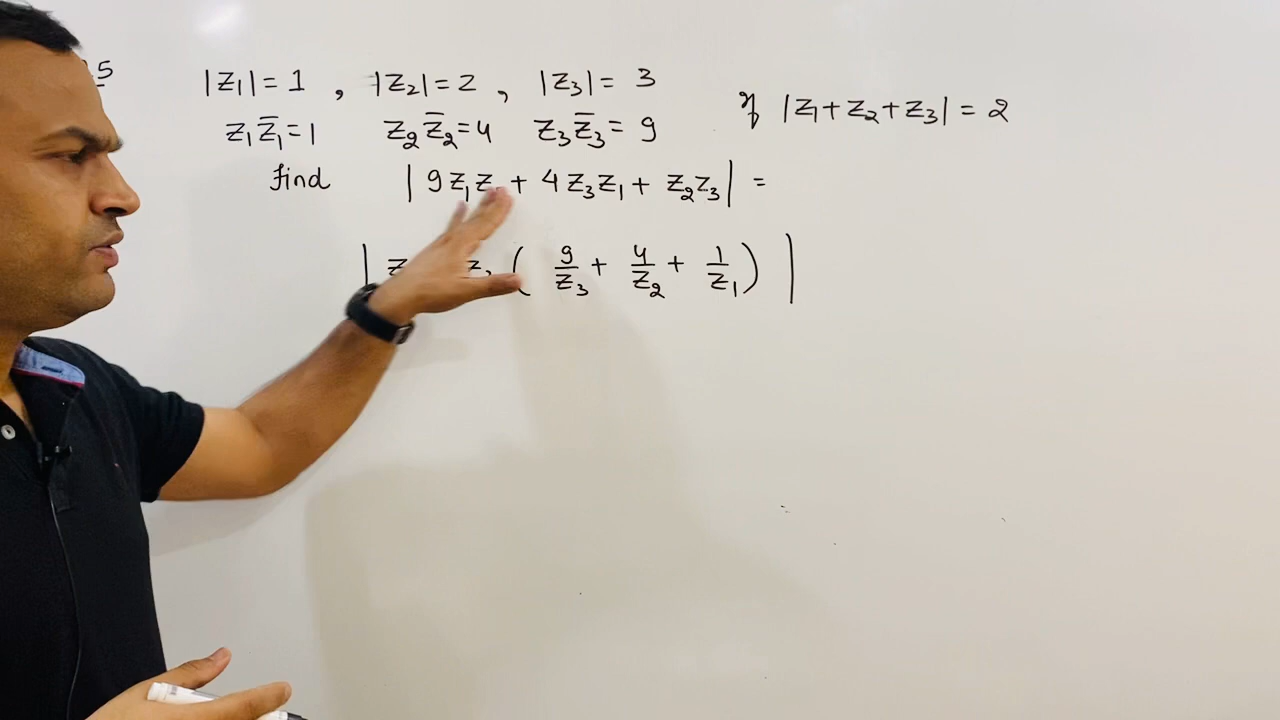 5
|z₁| = 1 , |z₂| = 2 , |z₃| = 3
z₁z̄₁ = 1 z₂z̄₂ = 4 z₃z̄₃ = 9
if |z₁ + z₂ + z₃| = 2
find | 9z₁z + 4z₃z₁ + z₂z₃ | =
| z z ( 9/z₃ + 4/z₂ + 1/z₁ ) |